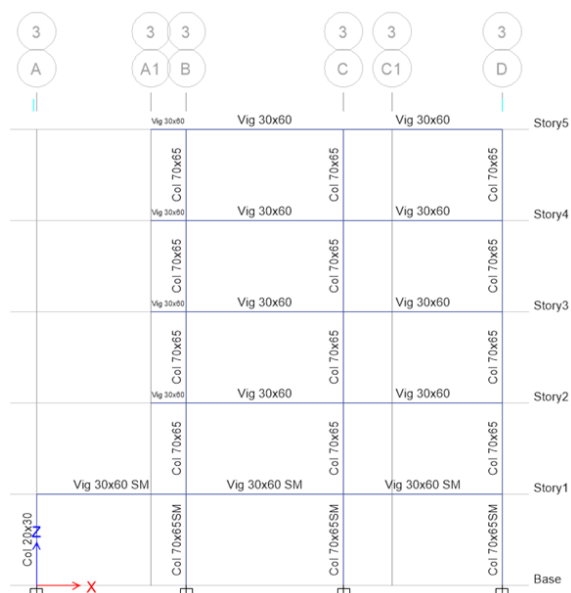 3 3 3 3 3 3
A A1 B C C1 D
Vig 30x60 Vig 30x60 Vig 30x60 Story5
Col 70x65 Col 70x65 Col 70x65
Vig 30x60 Vig 30x60 Vig 30x60 Story4
Col 70x65 Col 70x65 Col 70x65
Vig 30x60 Vig 30x60 Vig 30x60 Story3
Col 70x65 Col 70x65 Col 70x65
Vig 30x60 Vig 30x60 Vig 30x60 Story2
Col 70x65 Col 70x65 Col 70x65
Vig 30x60 SM Vig 30x60 SM Vig 30x60 SM Story1
Col 20x30 Col 70x65SM Col 70x65SM Col 70x65SM
Z
X Base